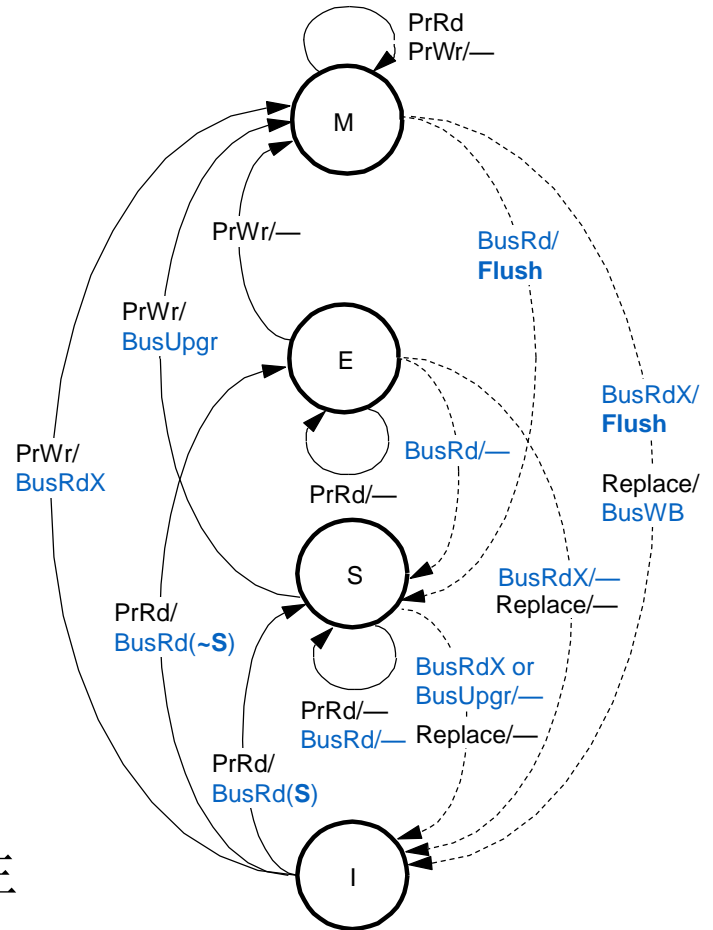 PrRd
PrWr/—
M
PrWr/—
BusRd/
Flush
PrWr/
BusUpgr
E
BusRdX/
Flush
PrWr/
BusRdX
BusRd/—
PrRd/—
Replace/
BusWB
S
BusRdX/—
Replace/—
PrRd/
BusRd(~S)
BusRdX or
BusUpgr/—
PrRd/—
BusRd/—
Replace/—
PrRd/
BusRd(S)
I